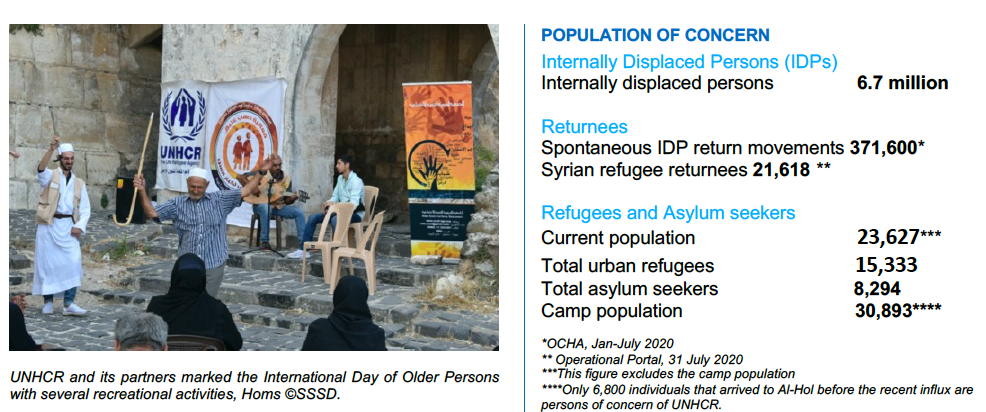 UNHCR
The UN Refugee Agency
UNHCR and its partners marked the International Day of Older Persons
with several recreational activities, Homs ©SSSD.
POPULATION OF CONCERN
Internally Displaced Persons (IDPs)
Internally displaced persons 6.7 million
Returnees
Spontaneous IDP return movements 371,600*
Syrian refugee returnees 21,618 **
Refugees and Asylum seekers
Current population 23,627***
Total urban refugees 15,333
Total asylum seekers 8,294
Camp population 30,893****
*OCHA, Jan-July 2020
** Operational Portal, 31 July 2020
***This figure excludes the camp population
****Only 6,800 individuals that arrived to Al-Hol before the recent influx are
persons of concern of UNHCR.